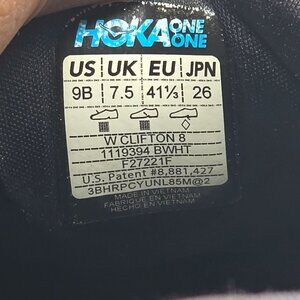 HOKA ONE ONE
US UK EU JPN
9B 7.5 41⅓ 26
W CLIFTON 8
1119394 BWHT
F27221F
U.S. Patent #8,881,427
3BHRPCYUNL85M@2
MADE IN VIETNAM
FABRIQUÉ EN VIETNAM
HECHO EN VIETNAM